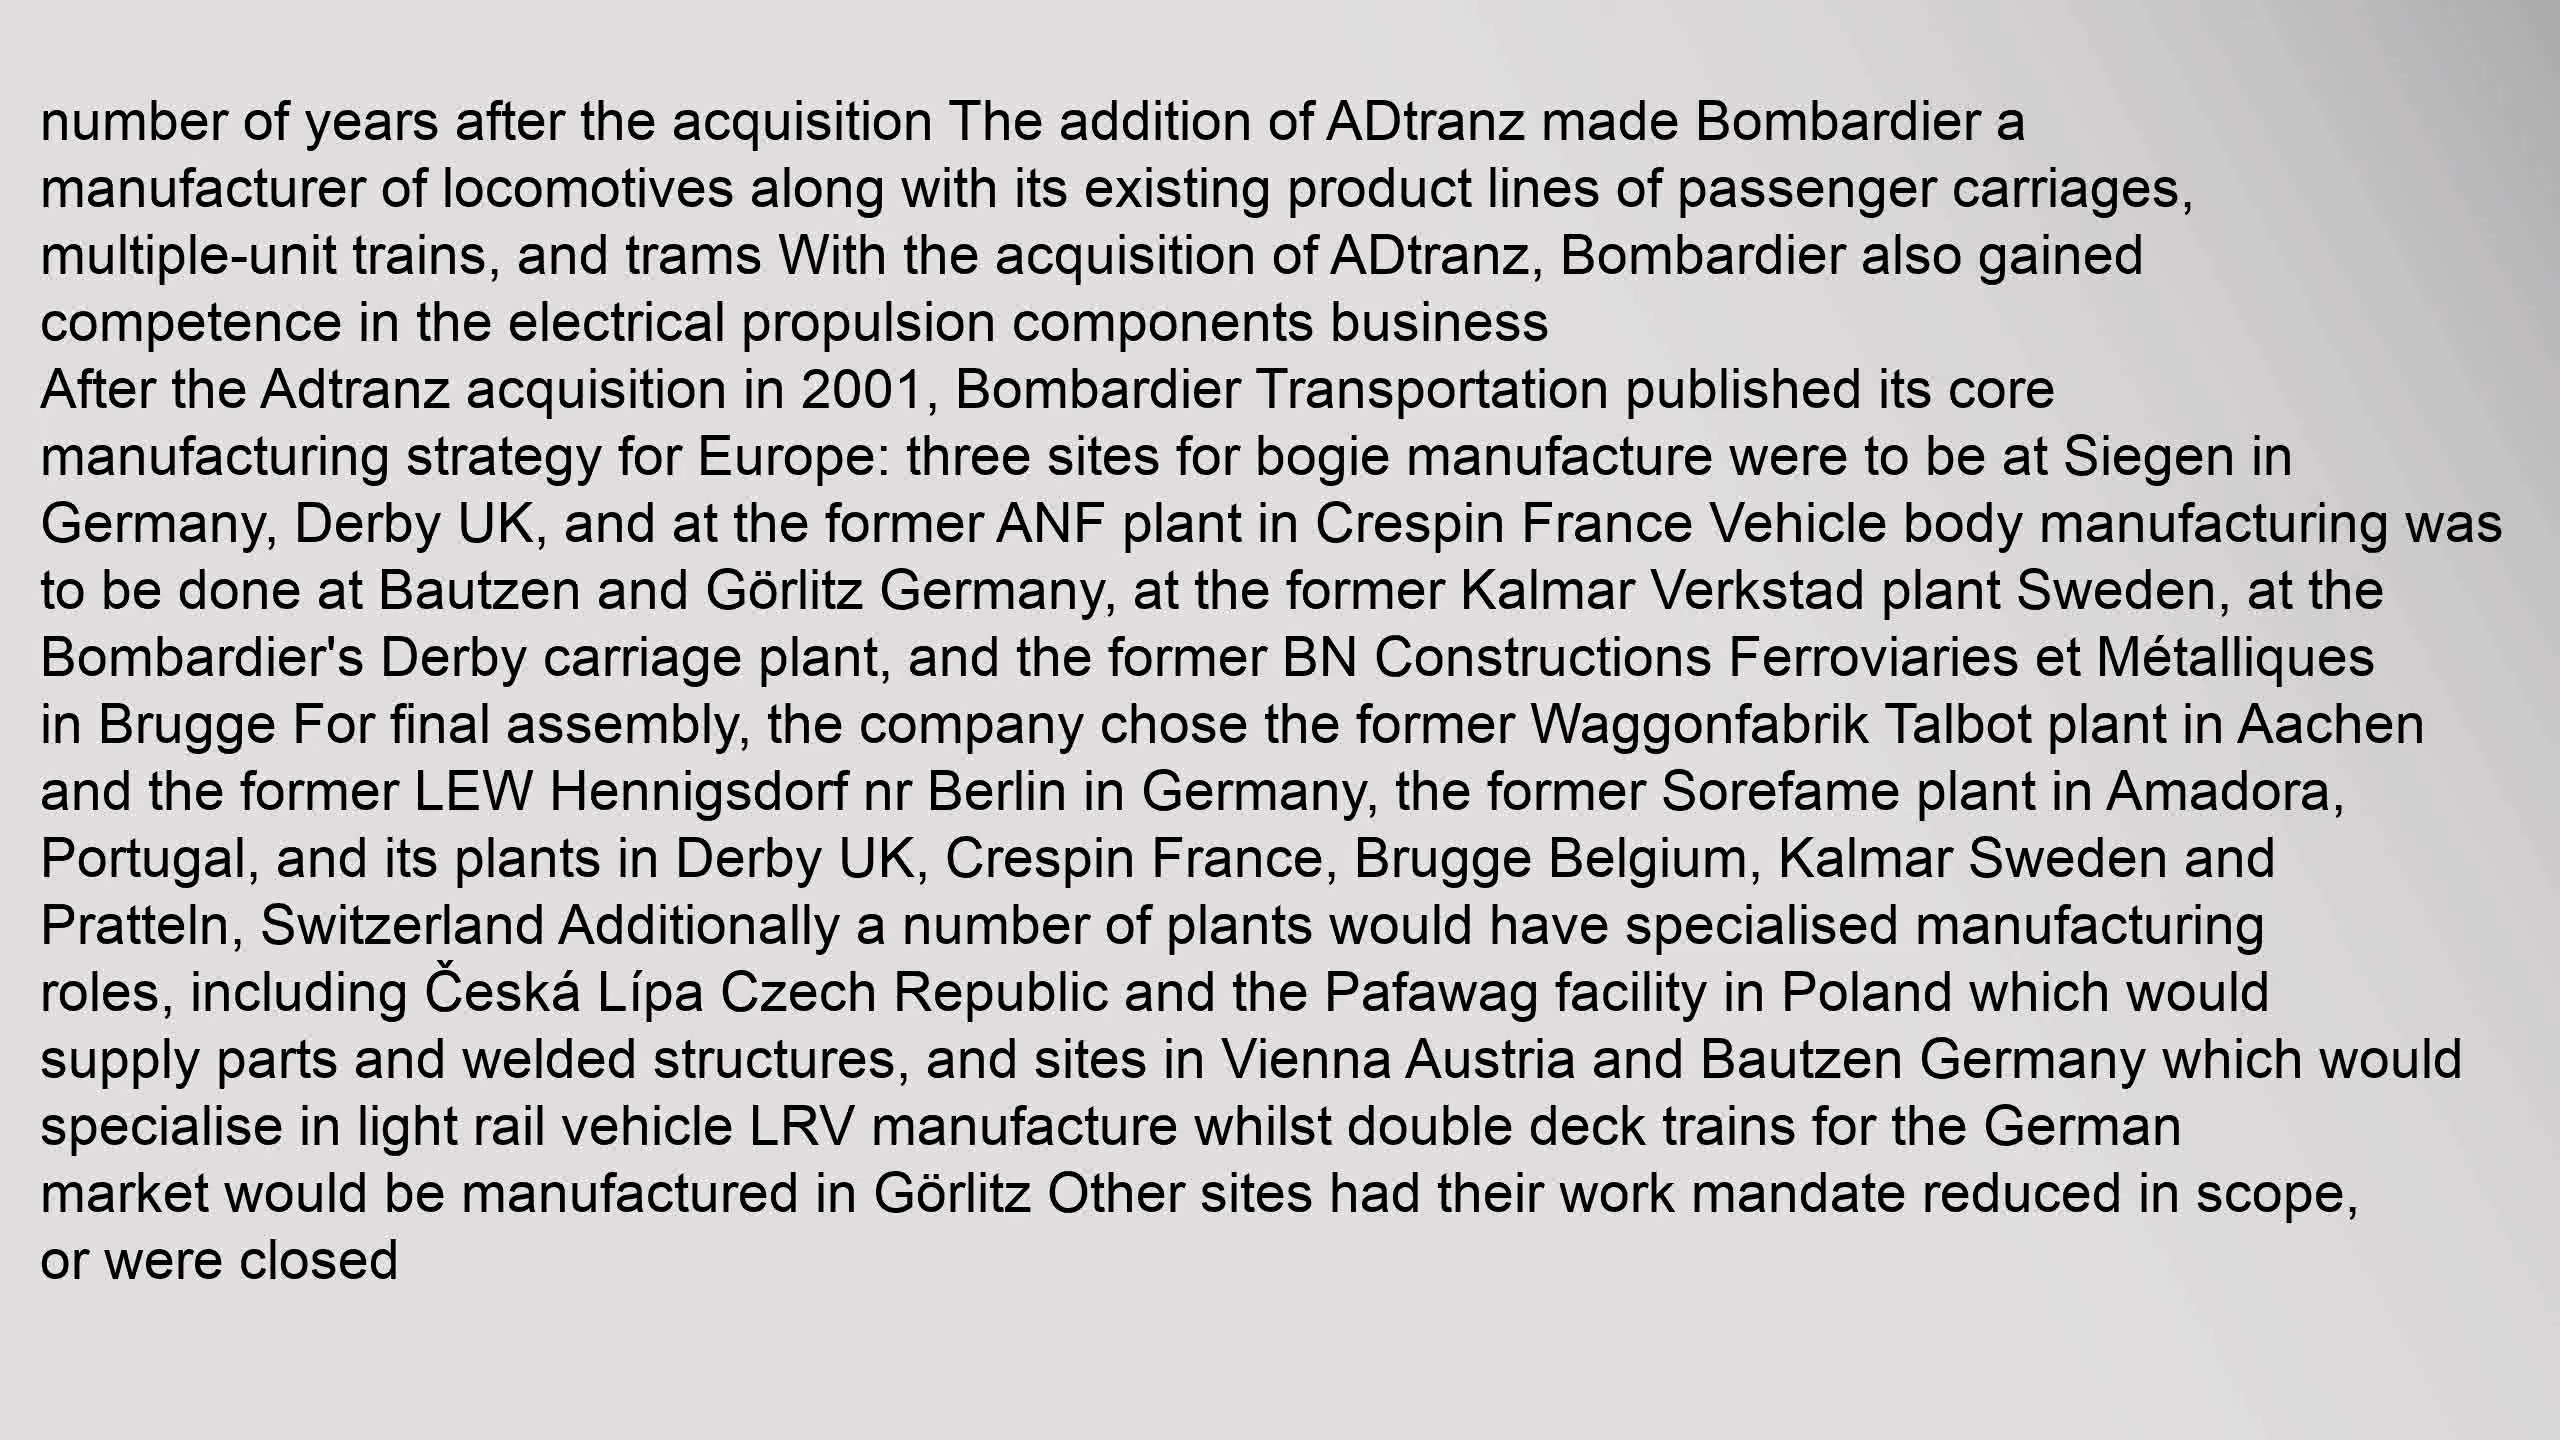 number of years after the acquisition The addition of ADtranz made Bombardier a
manufacturer of locomotives along with its existing product lines of passenger carriages,
multiple-unit trains, and trams With the acquisition of ADtranz, Bombardier also gained
competence in the electrical propulsion components business
After the Adtranz acquisition in 2001, Bombardier Transportation published its core
manufacturing strategy for Europe: three sites for bogie manufacture were to be at Siegen in
Germany, Derby UK, and at the former ANF plant in Crespin France Vehicle body manufacturing was
to be done at Bautzen and Görlitz Germany, at the former Kalmar Verkstad plant Sweden, at the
Bombardier's Derby carriage plant, and the former BN Constructions Ferroviaries et Métalliques
in Brugge For final assembly, the company chose the former Waggonfabrik Talbot plant in Aachen
and the former LEW Hennigsdorf nr Berlin in Germany, the former Sorefame plant in Amadora,
Portugal, and its plants in Derby UK, Crespin France, Brugge Belgium, Kalmar Sweden and
Pratteln, Switzerland Additionally a number of plants would have specialised manufacturing
roles, including Česká Lípa Czech Republic and the Pafawag facility in Poland which would
supply parts and welded structures, and sites in Vienna Austria and Bautzen Germany which would
specialise in light rail vehicle LRV manufacture whilst double deck trains for the German
market would be manufactured in Görlitz Other sites had their work mandate reduced in scope,
or were closed